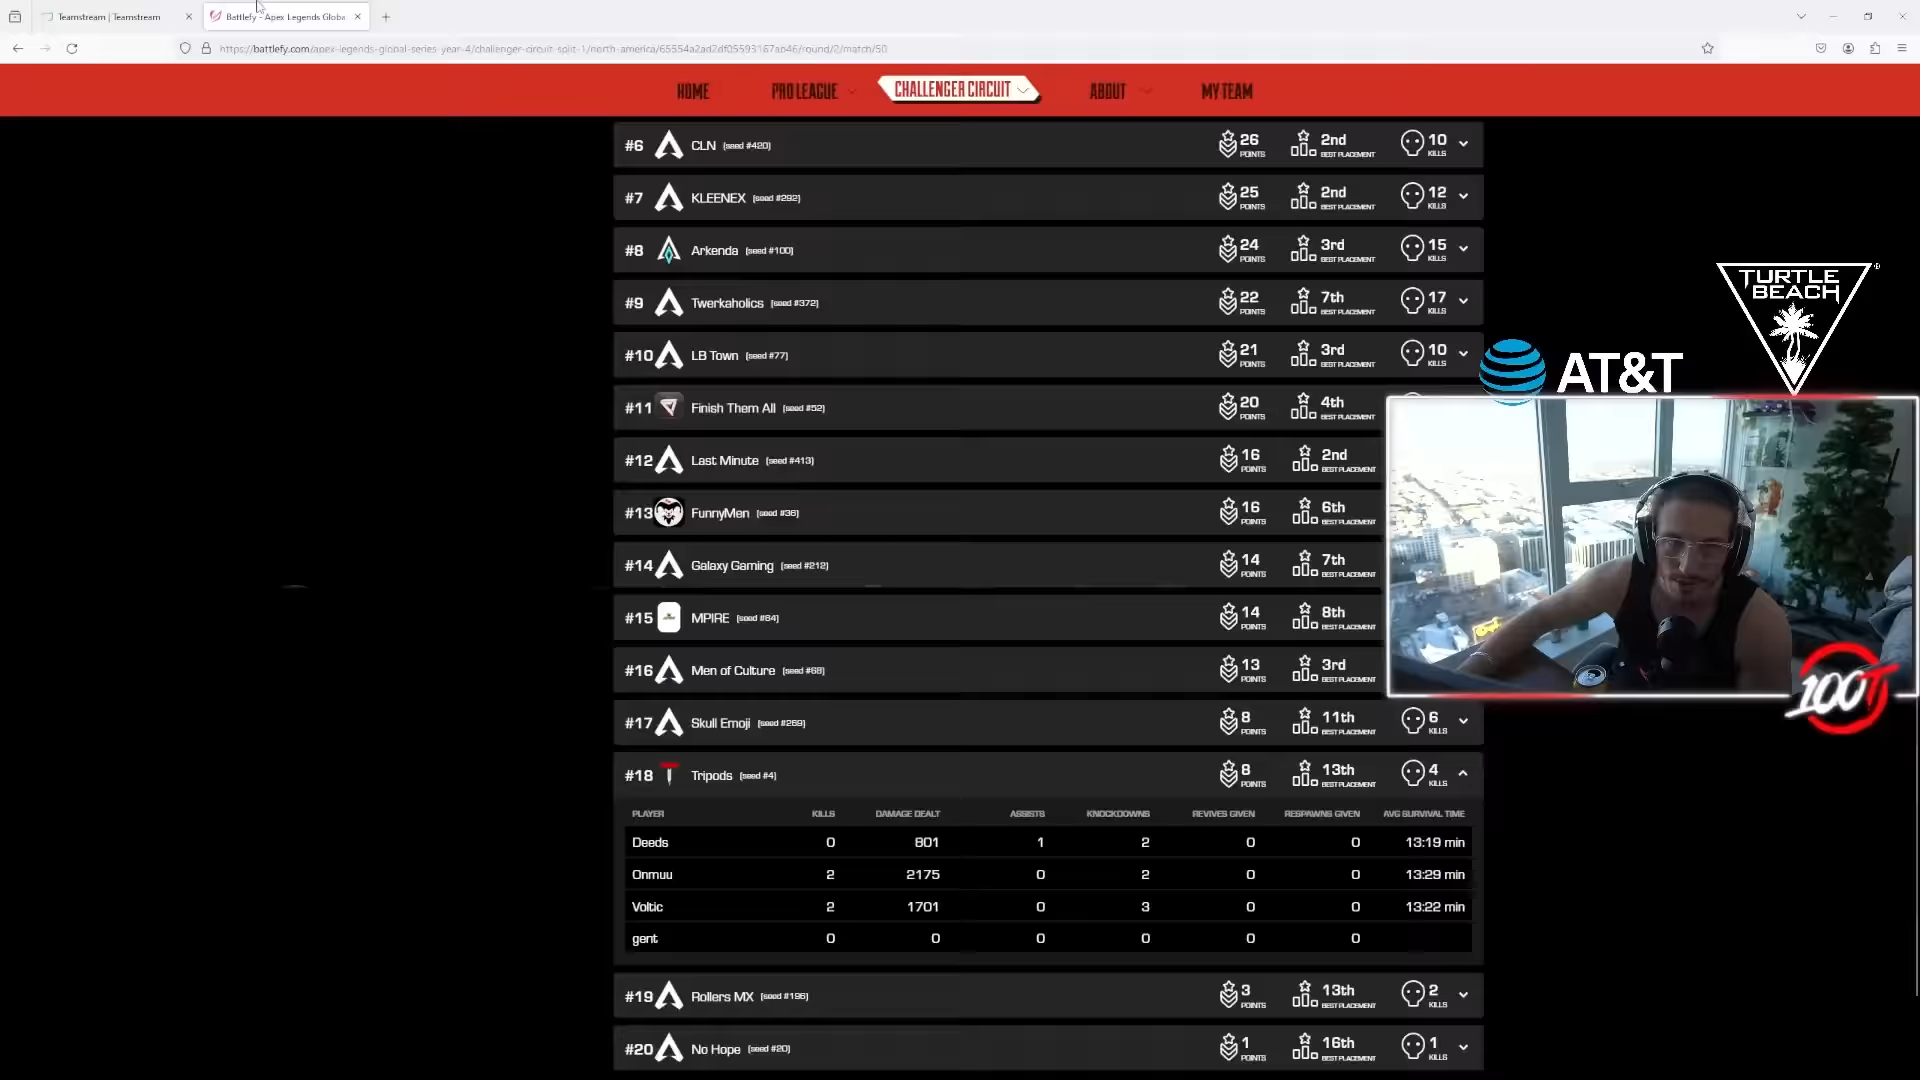 Teamstream | Teamstream
Battlefy - Apex Legends Globa
https://battlefy.com/apex-legends-global-series-year-4/challenger-circuit-split-1/north-america/65554a2ad2df05593167ab46/round/2/match/50
HOME PRO LEAGUE CHALLENGER CIRCUIT ABOUT MY TEAM
#6 CLN (seed #420) 26 POINTS 2nd BEST PLACEMENT 10 KILLS
#7 KLEENEX (seed #292) 25 POINTS 2nd BEST PLACEMENT 12 KILLS
#8 Arkenda (seed #100) 24 POINTS 3rd BEST PLACEMENT 15 KILLS
#9 Twerkaholics (seed #372) 22 POINTS 7th BEST PLACEMENT 17 KILLS
#10 LB Town (seed #77) 21 POINTS 3rd BEST PLACEMENT 10 KILLS
#11 Finish Them All (seed #52) 20 POINTS 4th BEST PLACEMENT
#12 Last Minute (seed #413) 16 POINTS 2nd BEST PLACEMENT
#13 FunnyMen (seed #36) 16 POINTS 6th BEST PLACEMENT
#14 Galaxy Gaming (seed #212) 14 POINTS 7th BEST PLACEMENT
#15 MPIRE (seed #64) 14 POINTS 8th BEST PLACEMENT
#16 Men of Culture (seed #68) 13 POINTS 3rd BEST PLACEMENT
#17 Skull Emoji (seed #269) 8 POINTS 11th BEST PLACEMENT 6 KILLS
#18 Tripods (seed #4) 8 POINTS 13th BEST PLACEMENT 4 KILLS
PLAYER KILLS DAMAGE DEALT ASSISTS KNOCKDOWNS REVIVES GIVEN RESPAWNS GIVEN AVG SURVIVAL TIME
Deeds 0 801 1 2 0 0 13:19 min
Onmuu 2 2175 0 2 0 0 13:29 min
Voltic 2 1701 0 3 0 0 13:22 min
gent 0 0 0 0 0 0
#19 Rollers MX (seed #196) 3 POINTS 13th BEST PLACEMENT 2 KILLS
#20 No Hope (seed #20) 1 POINTS 16th BEST PLACEMENT 1 KILLS
TURTLE
BEACH
®
AT&T
100T